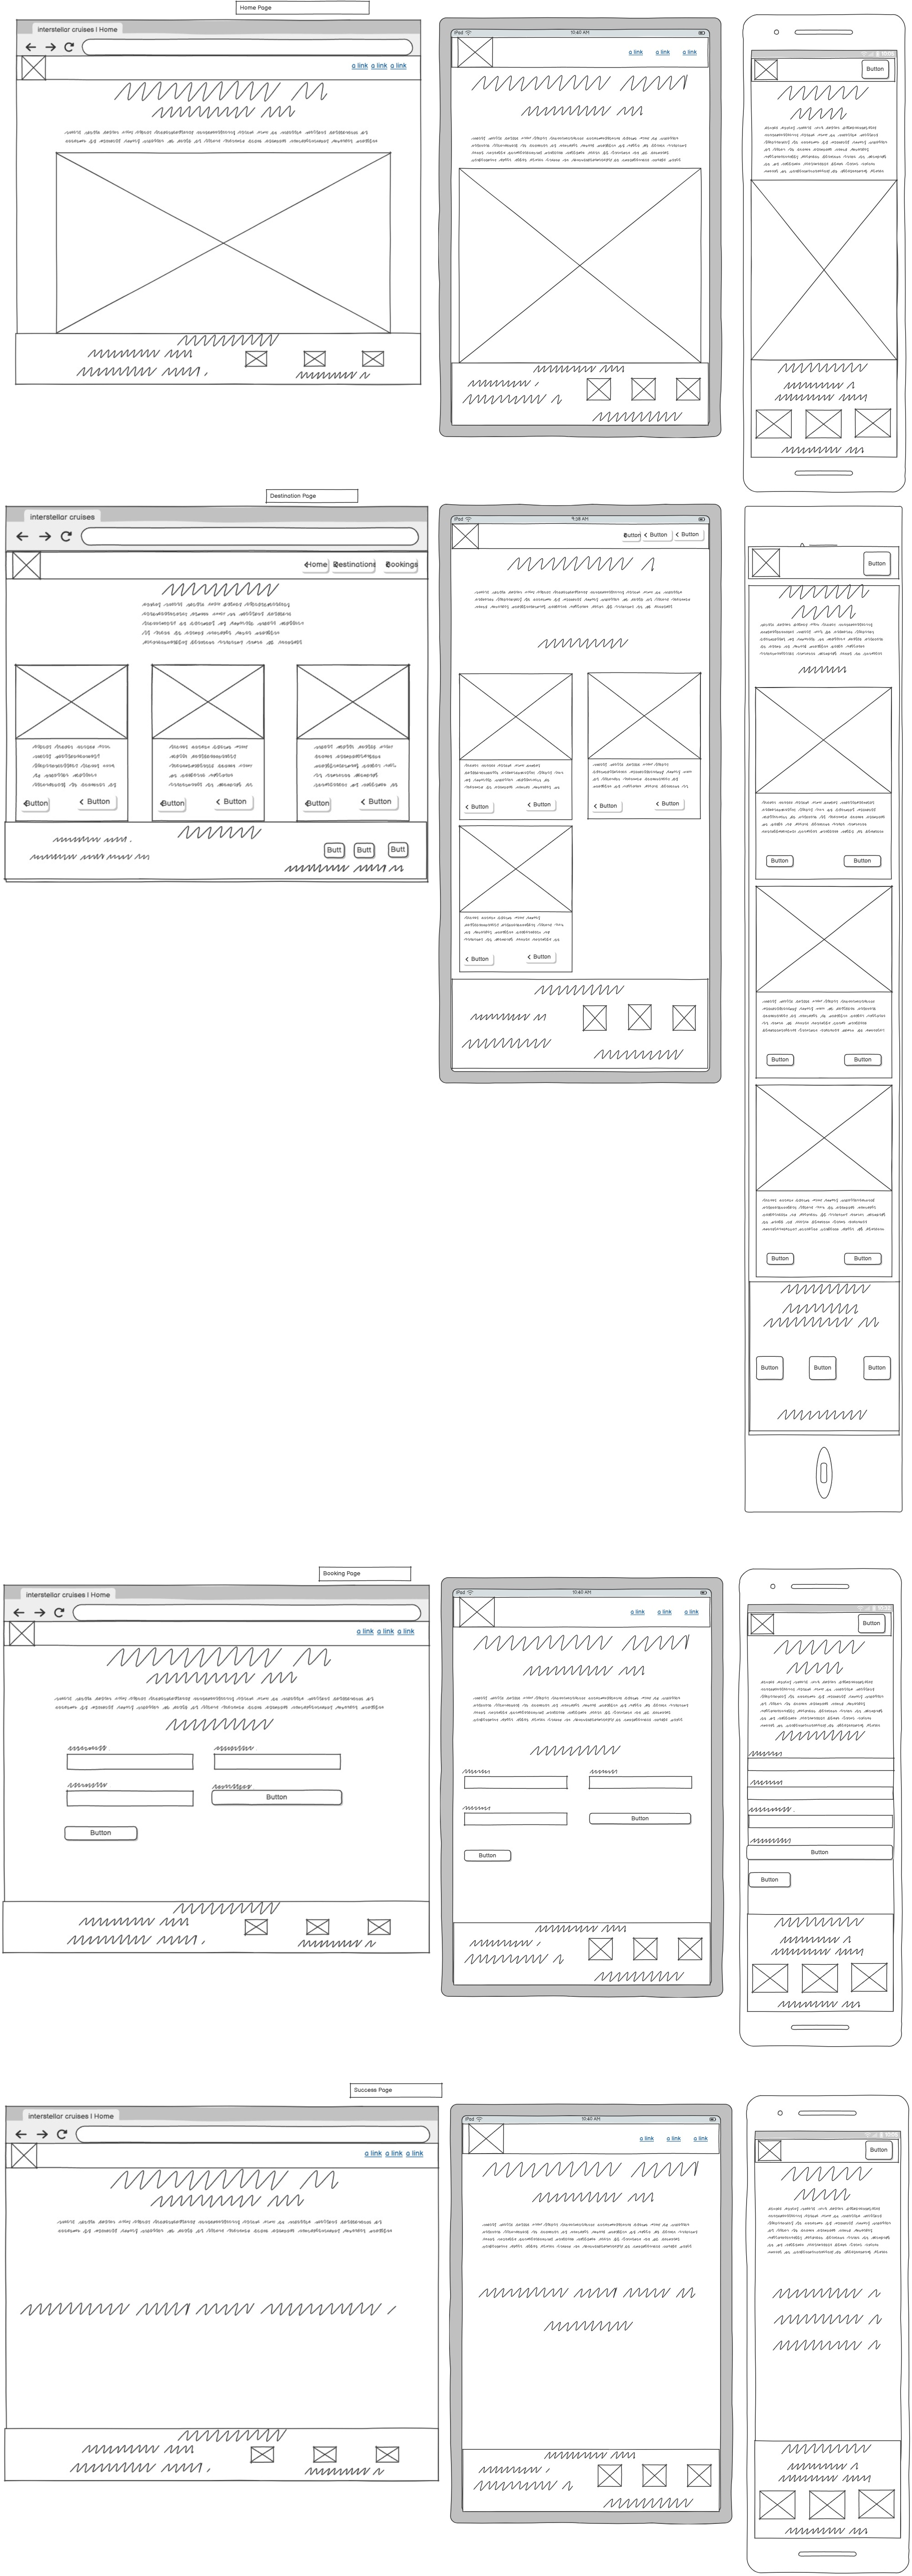 Home Page
interstellar cruises | Home
a link a link a link
iPad 10:40 AM
a link a link a link
Button
Destination Page
interstellar cruises
Home Destinations Bookings
Button Button Button Button Button Button
Butt Butt Butt
iPad 9:38 AM
Button Button Button
Button Button Button Button
Button Button
Button
Button Button
Button Button
Button Button
Button Button Button
Booking Page
interstellar cruises | Home
a link a link a link
Button
Button
iPad 10:40 AM
a link a link a link
Button
Button
Button
Button
Button
Success Page
interstellar cruises | Home
a link a link a link
iPad 10:40 AM
a link a link a link
Button